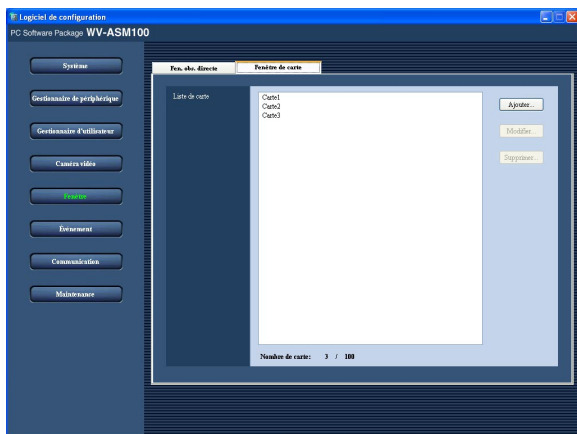 Logiciel de configuration
PC Software Package WV-ASM100
Système
Gestionnaire de périphérique
Gestionnaire d'utilisateur
Caméra vidéo
Fenêtre
Évènement
Communication
Maintenance
Fen. obs. directe
Fenêtre de carte
Liste de carte
Carte1
Carte2
Carte3
Ajouter...
Modifier...
Supprimer...
Nombre de carte: 3 / 100